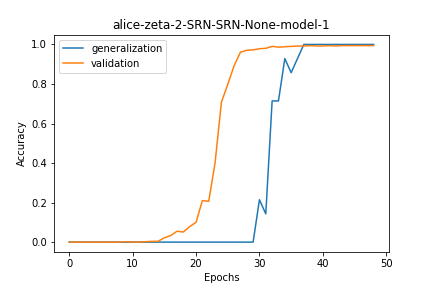 alice-zeta-2-SRN-SRN-None-model-1
generalization
validation
Accuracy
1.0
0.8
0.6
0.4
0.2
0.0
0 10 20 30 40 50
Epochs